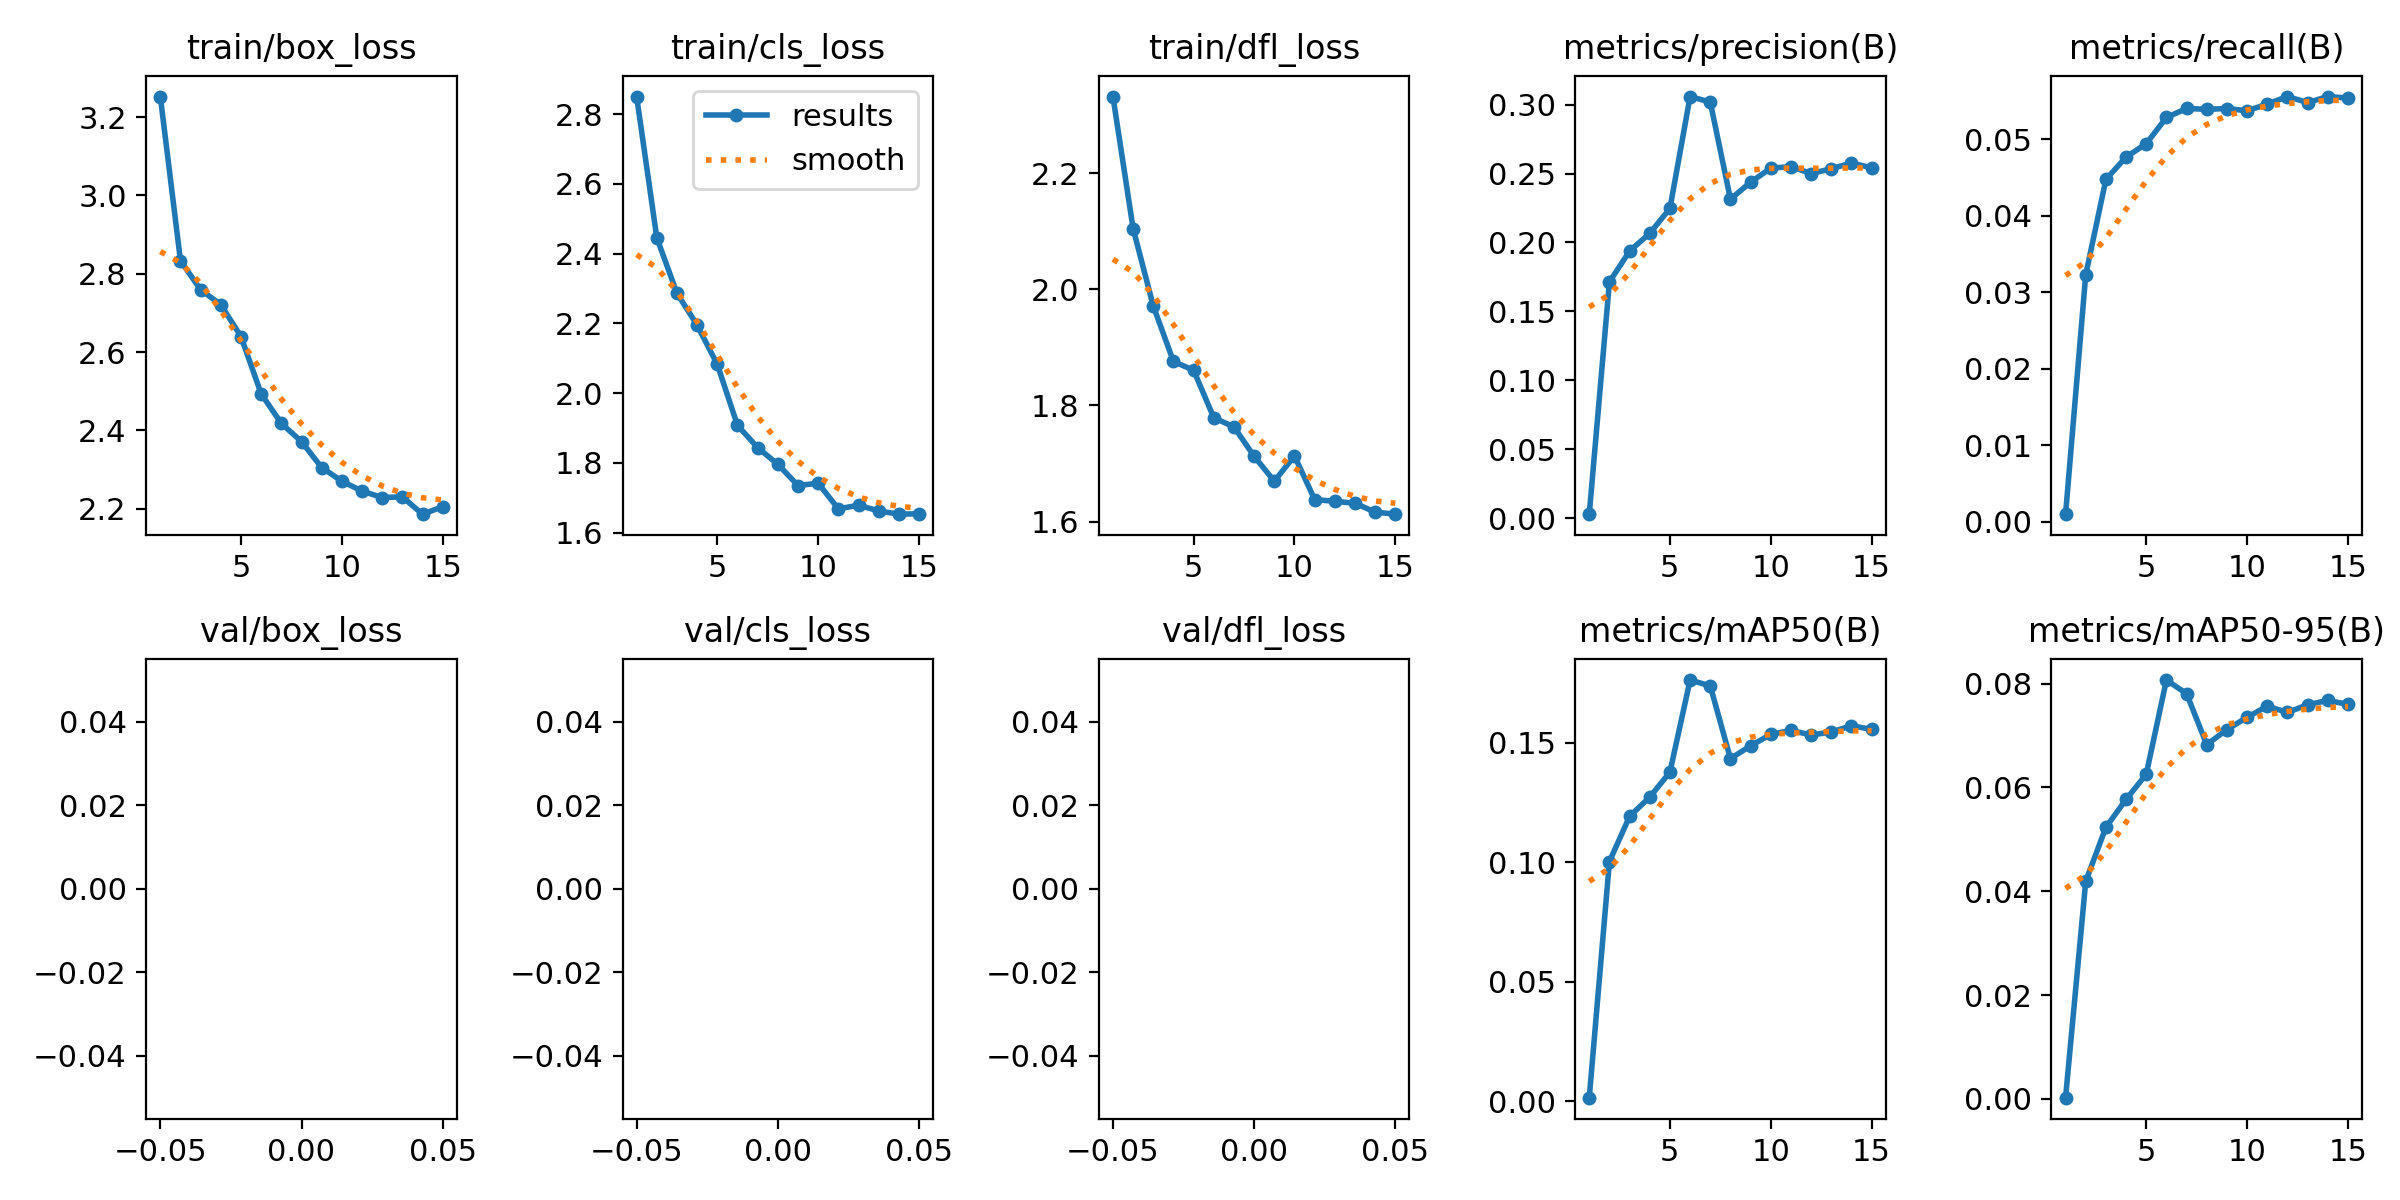 train/box_loss
3.2
3.0
2.8
2.6
2.4
2.2
5 10 15
train/cls_loss
results
smooth
2.8
2.6
2.4
2.2
2.0
1.8
1.6
5 10 15
train/dfl_loss
2.2
2.0
1.8
1.6
5 10 15
metrics/precision(B)
0.30
0.25
0.20
0.15
0.10
0.05
0.00
5 10 15
metrics/recall(B)
0.05
0.04
0.03
0.02
0.01
0.00
5 10 15
val/box_loss
0.04
0.02
0.00
−0.02
−0.04
−0.05 0.00 0.05
val/cls_loss
0.04
0.02
0.00
−0.02
−0.04
−0.05 0.00 0.05
val/dfl_loss
0.04
0.02
0.00
−0.02
−0.04
−0.05 0.00 0.05
metrics/mAP50(B)
0.15
0.10
0.05
0.00
5 10 15
metrics/mAP50-95(B)
0.08
0.06
0.04
0.02
0.00
5 10 15